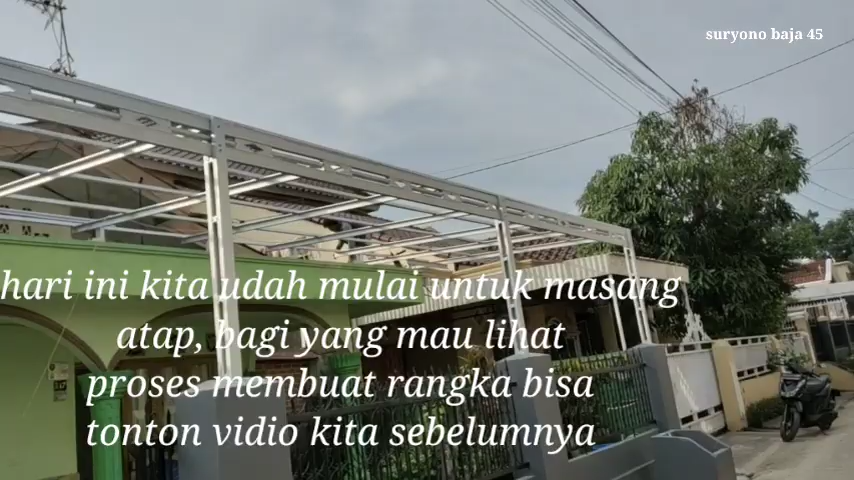 suryono baja 45
hari ini kita udah mulai untuk masang
atap, bagi yang mau lihat
proses membuat rangka bisa
tonton vidio kita sebelumnya